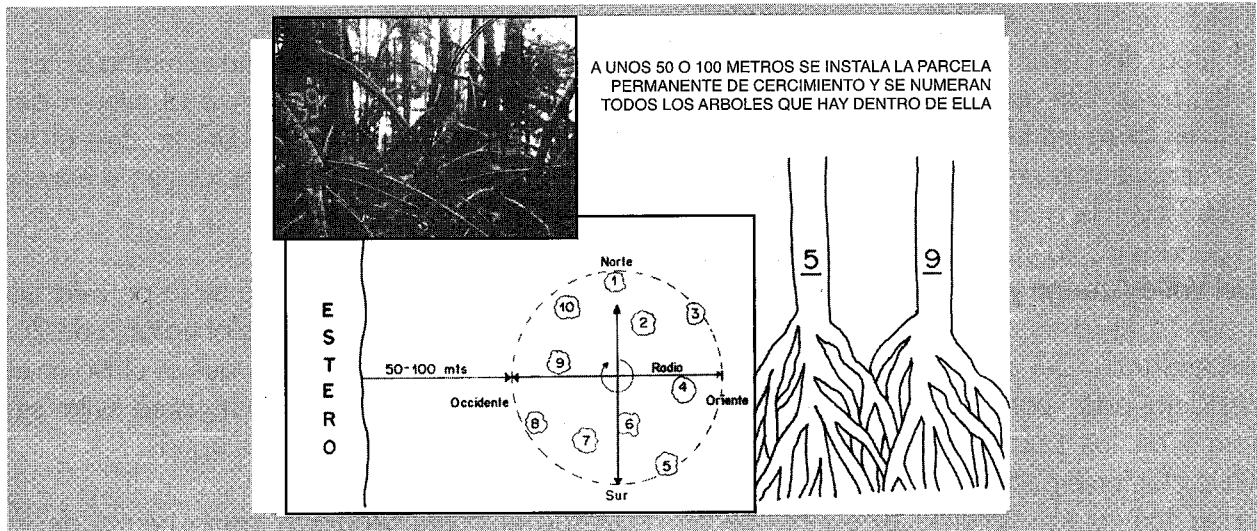 A UNOS 50 O 100 METROS SE INSTALA LA PARCELA
PERMANENTE DE CERCIMIENTO Y SE NUMERAN
TODOS LOS ARBOLES QUE HAY DENTRO DE ELLA
5
9
ESTERO
50-100 mts
Norte
1
10
2
3
9
Radio
4
Occidente
Oriente
8
6
7
5
Sur